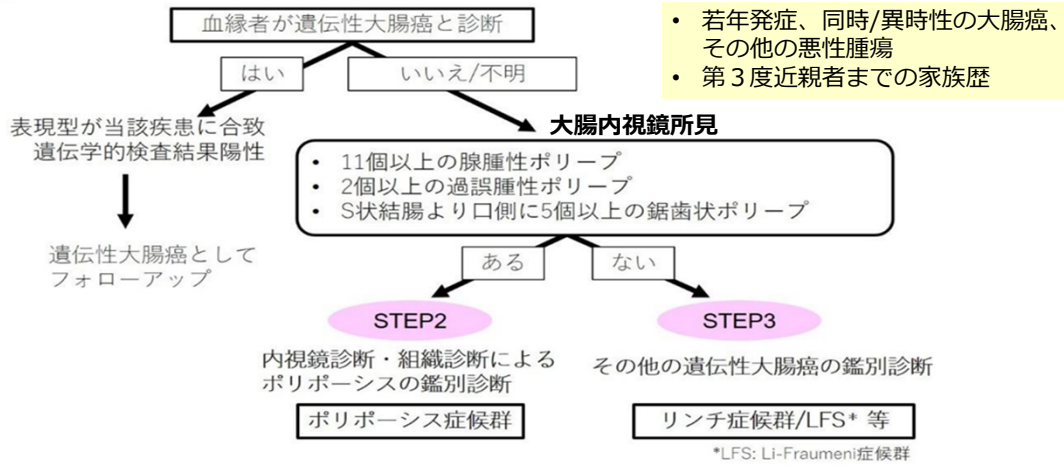 血縁者が遺伝性大腸癌と診断
• 若年発症、同時/異時性の大腸癌、
その他の悪性腫瘍
• 第３度近親者までの家族歴
はい
いいえ/不明
表現型が当該疾患に合致
遺伝学的検査結果陽性
遺伝性大腸癌として
フォローアップ
大腸内視鏡所見
• 11個以上の腺腫性ポリープ
• 2個以上の過誤腫性ポリープ
• S状結腸より口側に5個以上の鋸歯状ポリープ
ある
ない
STEP2
内視鏡診断・組織診断による
ポリポーシスの鑑別診断
ポリポーシス症候群
STEP3
その他の遺伝性大腸癌の鑑別診断
リンチ症候群/LFS* 等
*LFS: Li-Fraumeni症候群